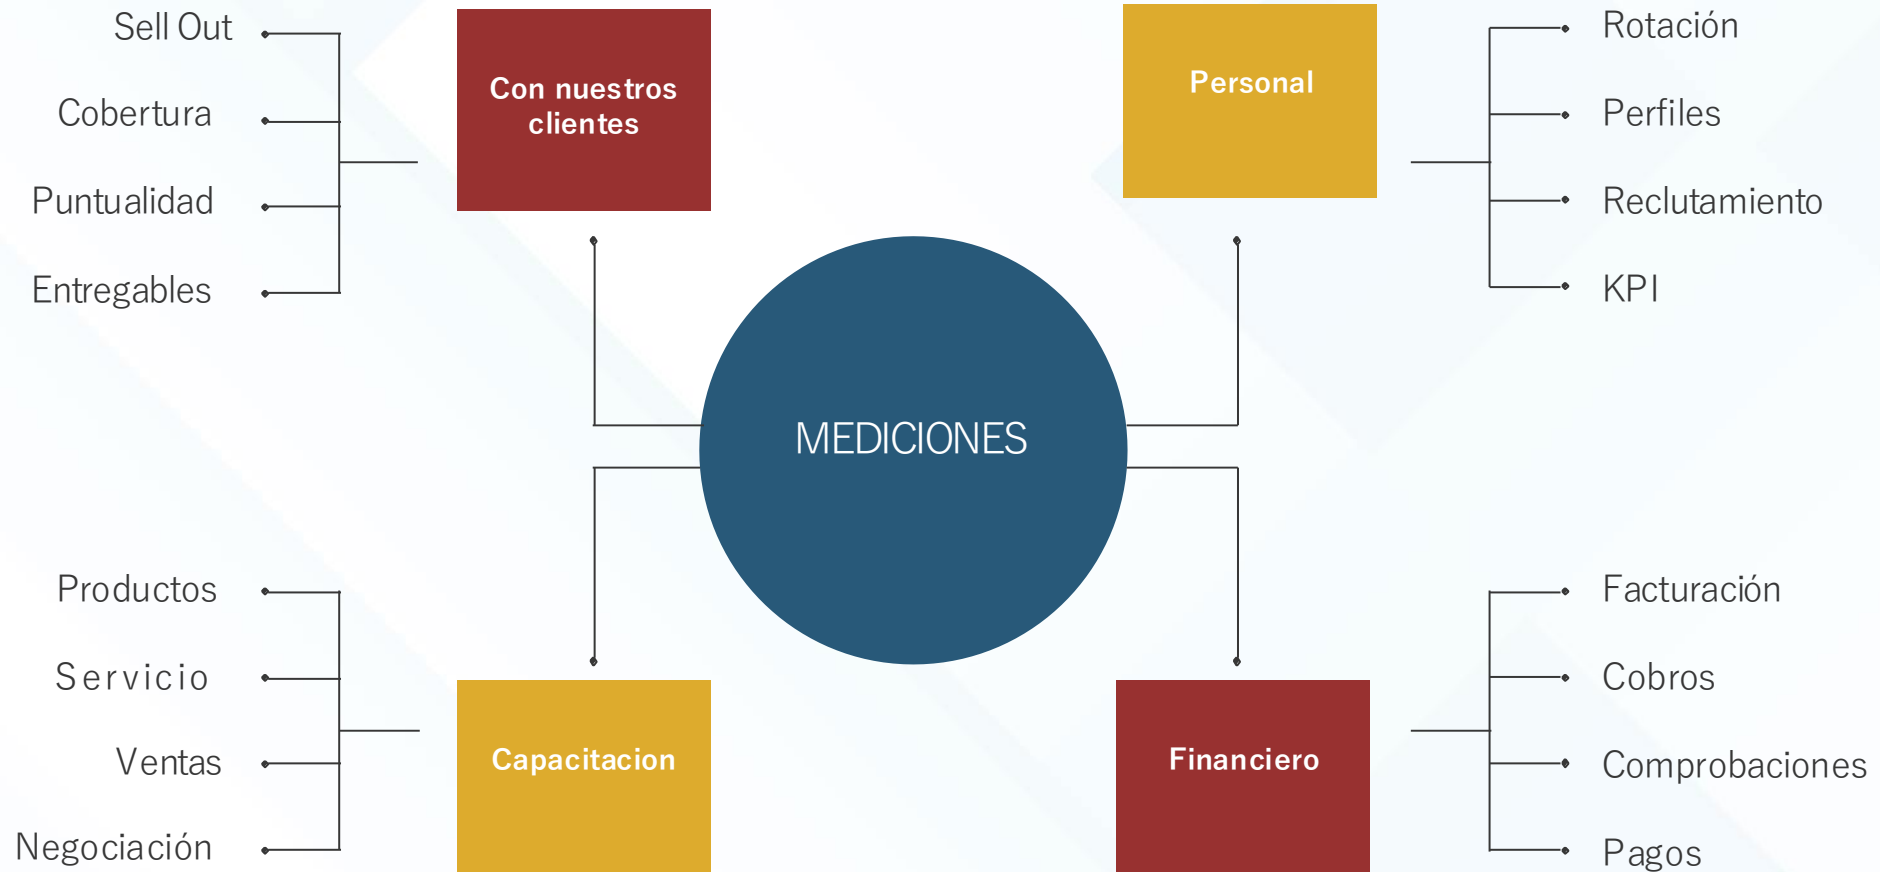 Sell Out
Cobertura
Puntualidad
Entregables
Con nuestros
clientes
Personal
Rotación
Perfiles
Reclutamiento
KPI
MEDICIONES
Productos
Servicio
Ventas
Negociación
Capacitacion
Financiero
Facturación
Cobros
Comprobaciones
Pagos